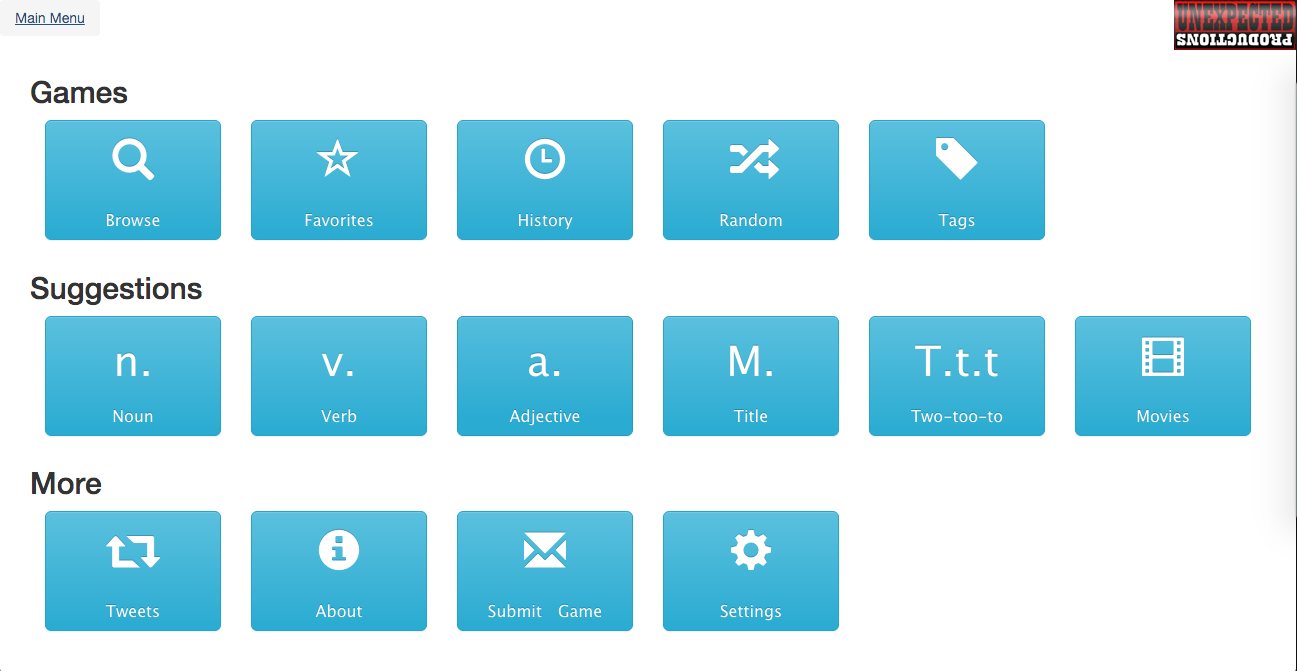 Main Menu
UNEXPECTED
PRODUCTIONS
Games
Browse
Favorites
History
Random
Tags
Suggestions
n.
v.
a.
M.
T.t.t
Noun
Verb
Adjective
Title
Two-too-to
Movies
More
Tweets
About
Submit Game
Settings